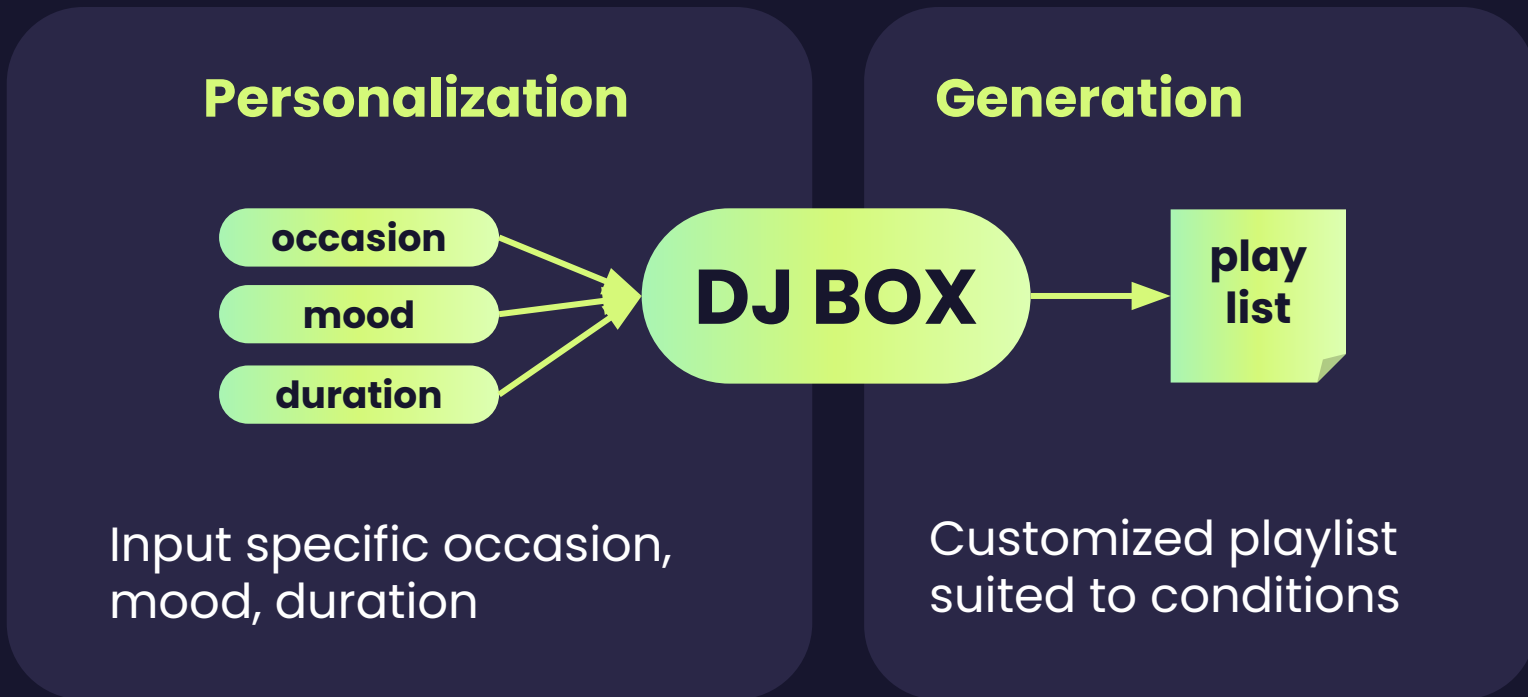 Personalization
occasion
mood
duration
DJ BOX
Input specific occasion,
mood, duration
Generation
play
list
Customized playlist
suited to conditions